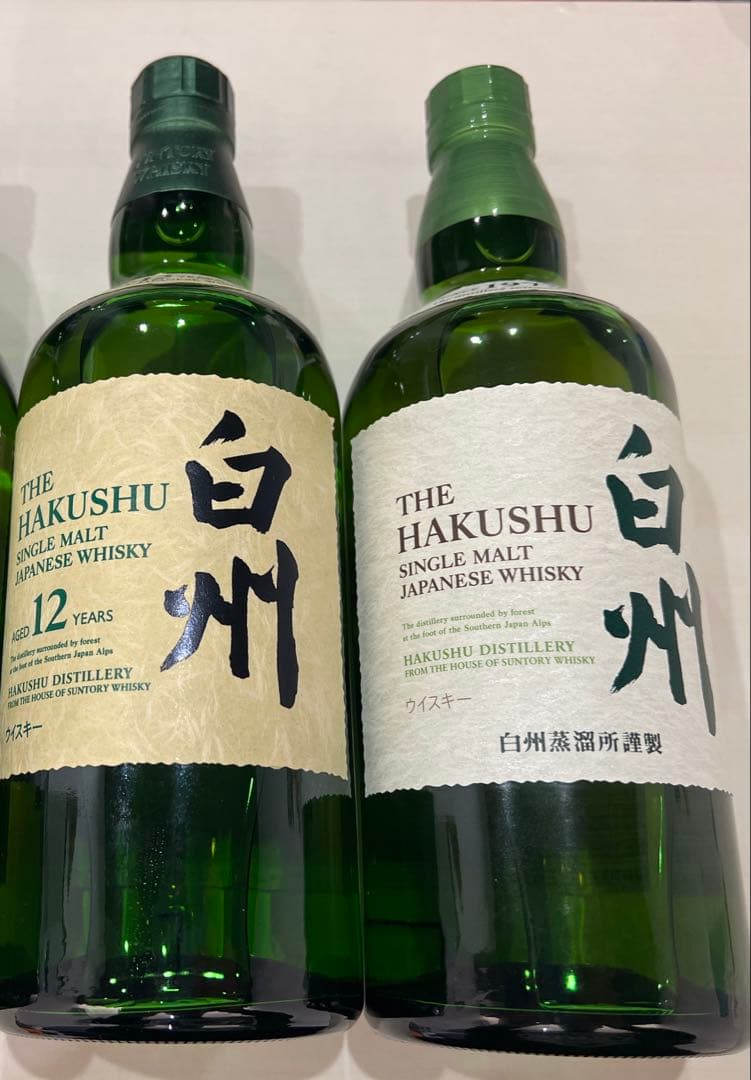 SUNTORY
WHISKY
THE
HAKUSHU
SINGLE MALT
JAPANESE WHISKY
AGED 12 YEARS
The distillery surrounded by forest
at the foot of the Southern Japan Alps
HAKUSHU DISTILLERY
FROM THE HOUSE OF SUNTORY WHISKY
ウイスキー
白州
THE
HAKUSHU
SINGLE MALT
JAPANESE WHISKY
The distillery surrounded by forest
at the foot of the Southern Japan Alps
HAKUSHU DISTILLERY
FROM THE HOUSE OF SUNTORY WHISKY
ウイスキー
白州蒸溜所謹製
白州